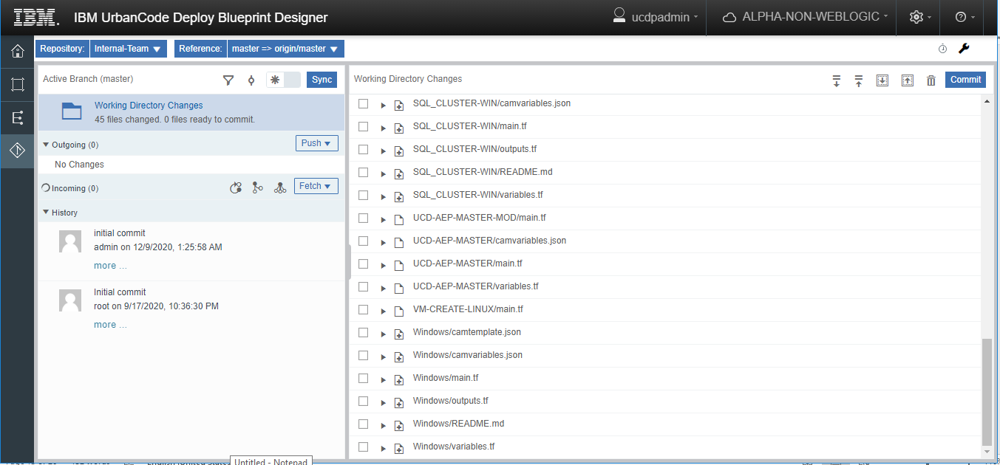 IBM. IBM UrbanCode Deploy Blueprint Designer ucdpadmin ALPHA-NON-WEBLOGIC
Repository: Internal-Team Reference: master => origin/master
Active Branch (master) Sync
Working Directory Changes
45 files changed. 0 files ready to commit.
Outgoing (0) Push
No Changes
Incoming (0) Fetch
History
initial commit
admin on 12/9/2020, 1:25:58 AM
more ...
Initial commit
root on 9/17/2020, 10:36:30 PM
more ...
Working Directory Changes Commit
SQL_CLUSTER-WIN/camvariables.json
SQL_CLUSTER-WIN/main.tf
SQL_CLUSTER-WIN/outputs.tf
SQL_CLUSTER-WIN/README.md
SQL_CLUSTER-WIN/variables.tf
UCD-AEP-MASTER-MOD/main.tf
UCD-AEP-MASTER/camvariables.json
UCD-AEP-MASTER/main.tf
UCD-AEP-MASTER/variables.tf
VM-CREATE-LINUX/main.tf
Windows/camtemplate.json
Windows/camvariables.json
Windows/main.tf
Windows/outputs.tf
Windows/README.md
Windows/variables.tf
Untitled - Notepad